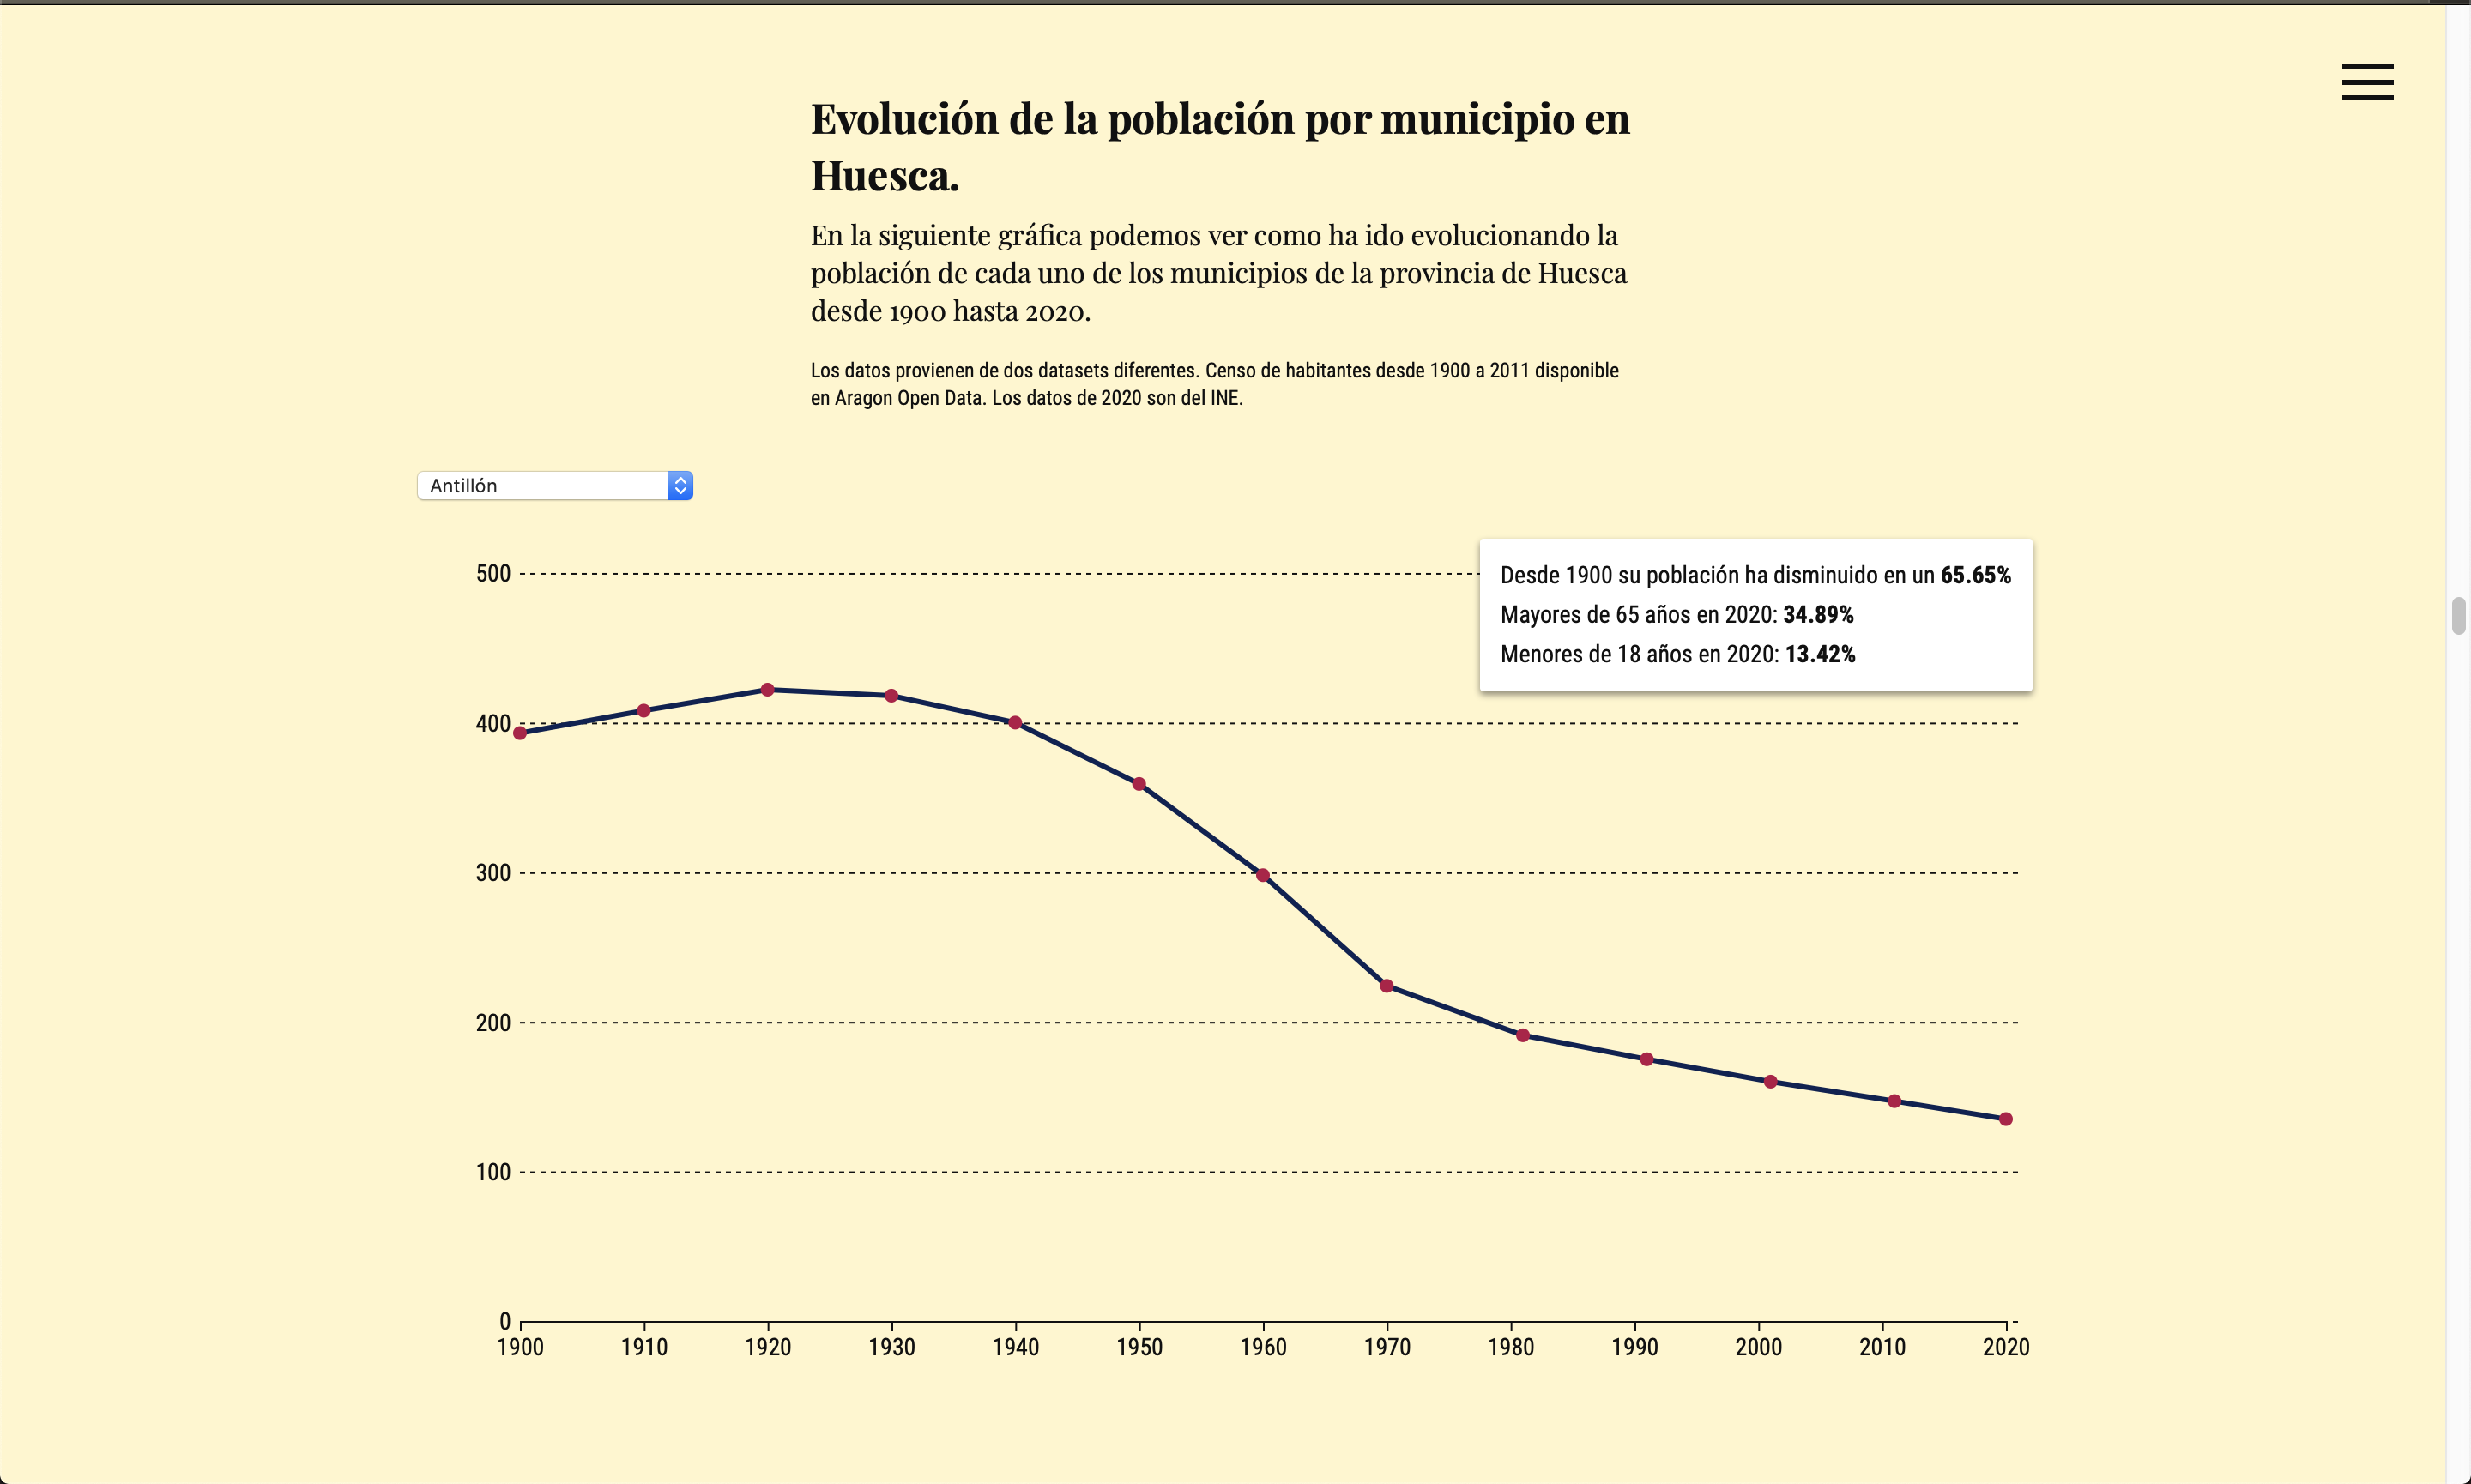 Evolución de la población por municipio en
Huesca.
En la siguiente gráfica podemos ver como ha ido evolucionando la
población de cada uno de los municipios de la provincia de Huesca
desde 1900 hasta 2020.
Los datos provienen de dos datasets diferentes. Censo de habitantes desde 1900 a 2011 disponible
en Aragon Open Data. Los datos de 2020 son del INE.
Antillón
Desde 1900 su población ha disminuido en un 65.65%
Mayores de 65 años en 2020: 34.89%
Menores de 18 años en 2020: 13.42%
500
400
300
200
100
0
1900 1910 1920 1930 1940 1950 1960 1970 1980 1990 2000 2010 2020